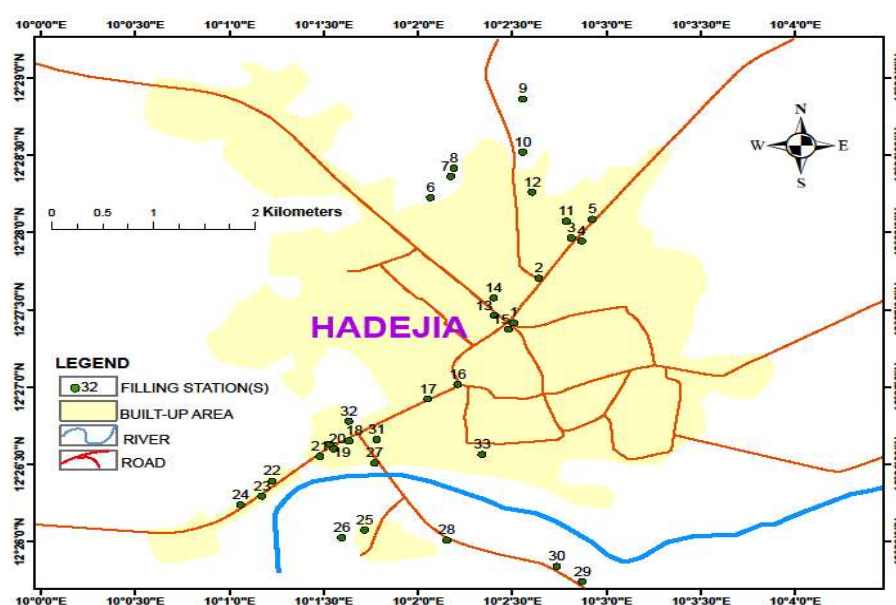 10°0'0"E 10°0'30"E 10°1'0"E 10°1'30"E 10°2'0"E 10°2'30"E 10°3'0"E 10°3'30"E 10°4'0"E
12°29'0"N
12°28'30"N
12°28'0"N
12°27'30"N
12°27'0"N
12°26'30"N
12°26'0"N
N
W E
S
0 0.5 1 2 Kilometers
9
10
8
7
6
12
11
5
3
4
2
14
13
1
15
HADEJIA
16
17
32
18
31
20
21
19
27
33
22
23
24
25
26
28
30
29
LEGEND
32 FILLING STATION(S)
BUILT-UP AREA
RIVER
ROAD
10°0'0"E 10°0'30"E 10°1'0"E 10°1'30"E 10°2'0"E 10°2'30"E 10°3'0"E 10°3'30"E 10°4'0"E